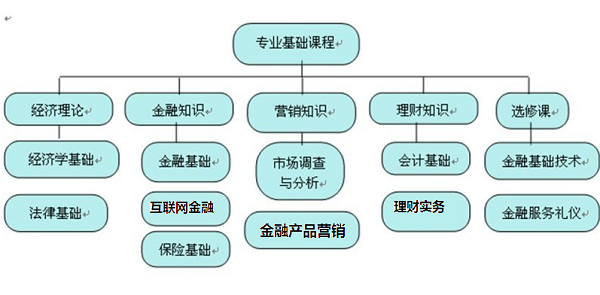 专业基础课程
经济理论
金融知识
营销知识
理财知识
选修课
经济学基础
金融基础
市场调查
与分析
会计基础
金融基础技术
法律基础
互联网金融
金融产品营销
理财实务
金融服务礼仪
保险基础